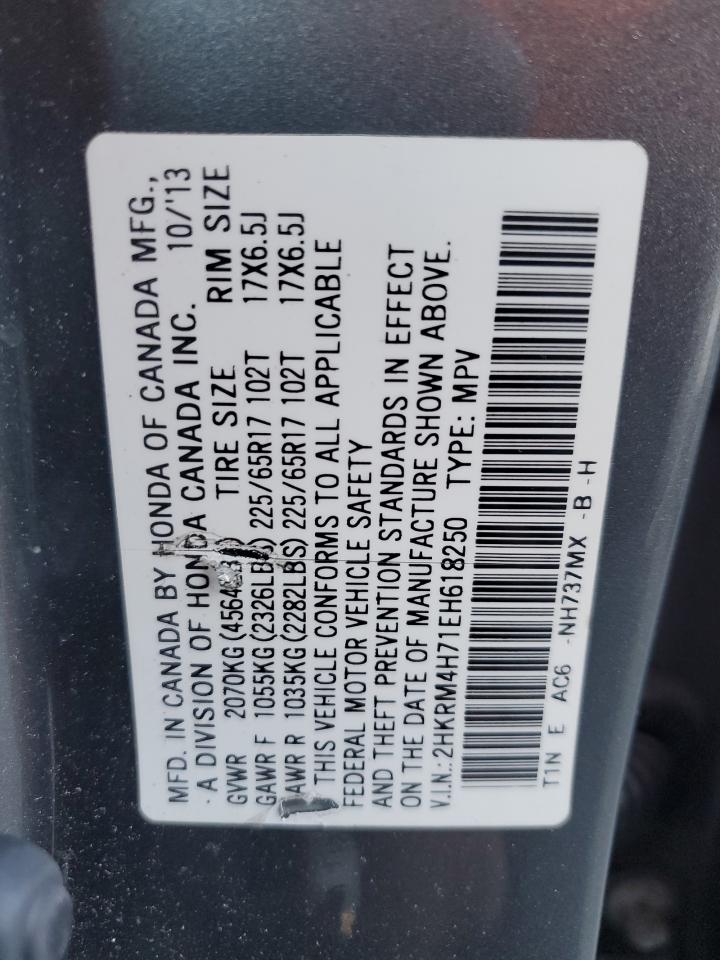 MFD. IN CANADA BY HONDA OF CANADA MFG.,
A DIVISION OF HONDA CANADA INC. 10/'13
GVWR 2070KG(4564LBS) TIRE SIZE RIM SIZE
GAWR F 1055KG(2326LBS) 225/65R17 102T 17X6.5J
GAWR R 1035KG(2282LBS) 225/65R17 102T 17X6.5J
THIS VEHICLE CONFORMS TO ALL APPLICABLE
FEDERAL MOTOR VEHICLE SAFETY
AND THEFT PREVENTION STANDARDS IN EFFECT
ON THE DATE OF MANUFACTURE SHOWN ABOVE.
V.I.N.: 2HKRM4H71EH618250 TYPE: MPV
T1N E AC6 -NH737MX -B -H